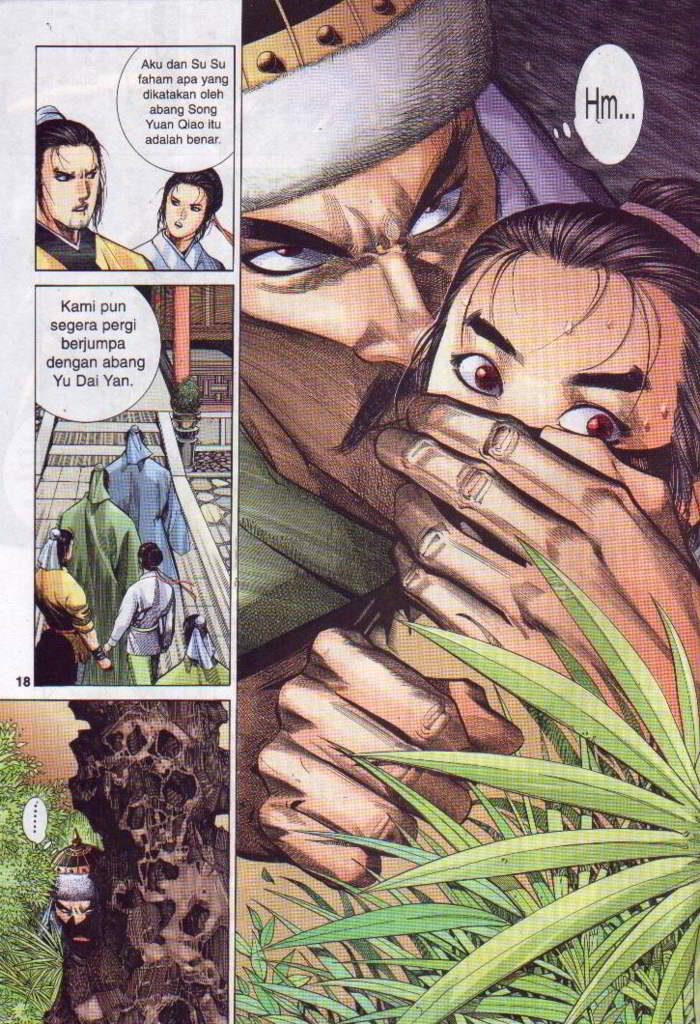 Aku dan Su Su
faham apa yang
dikatakan oleh
abang Song
Yuan Qiao itu
adalah benar.
Kami pun
segera pergi
berjumpa
dengan abang
Yu Dai Yan.
18
.......
Hm...